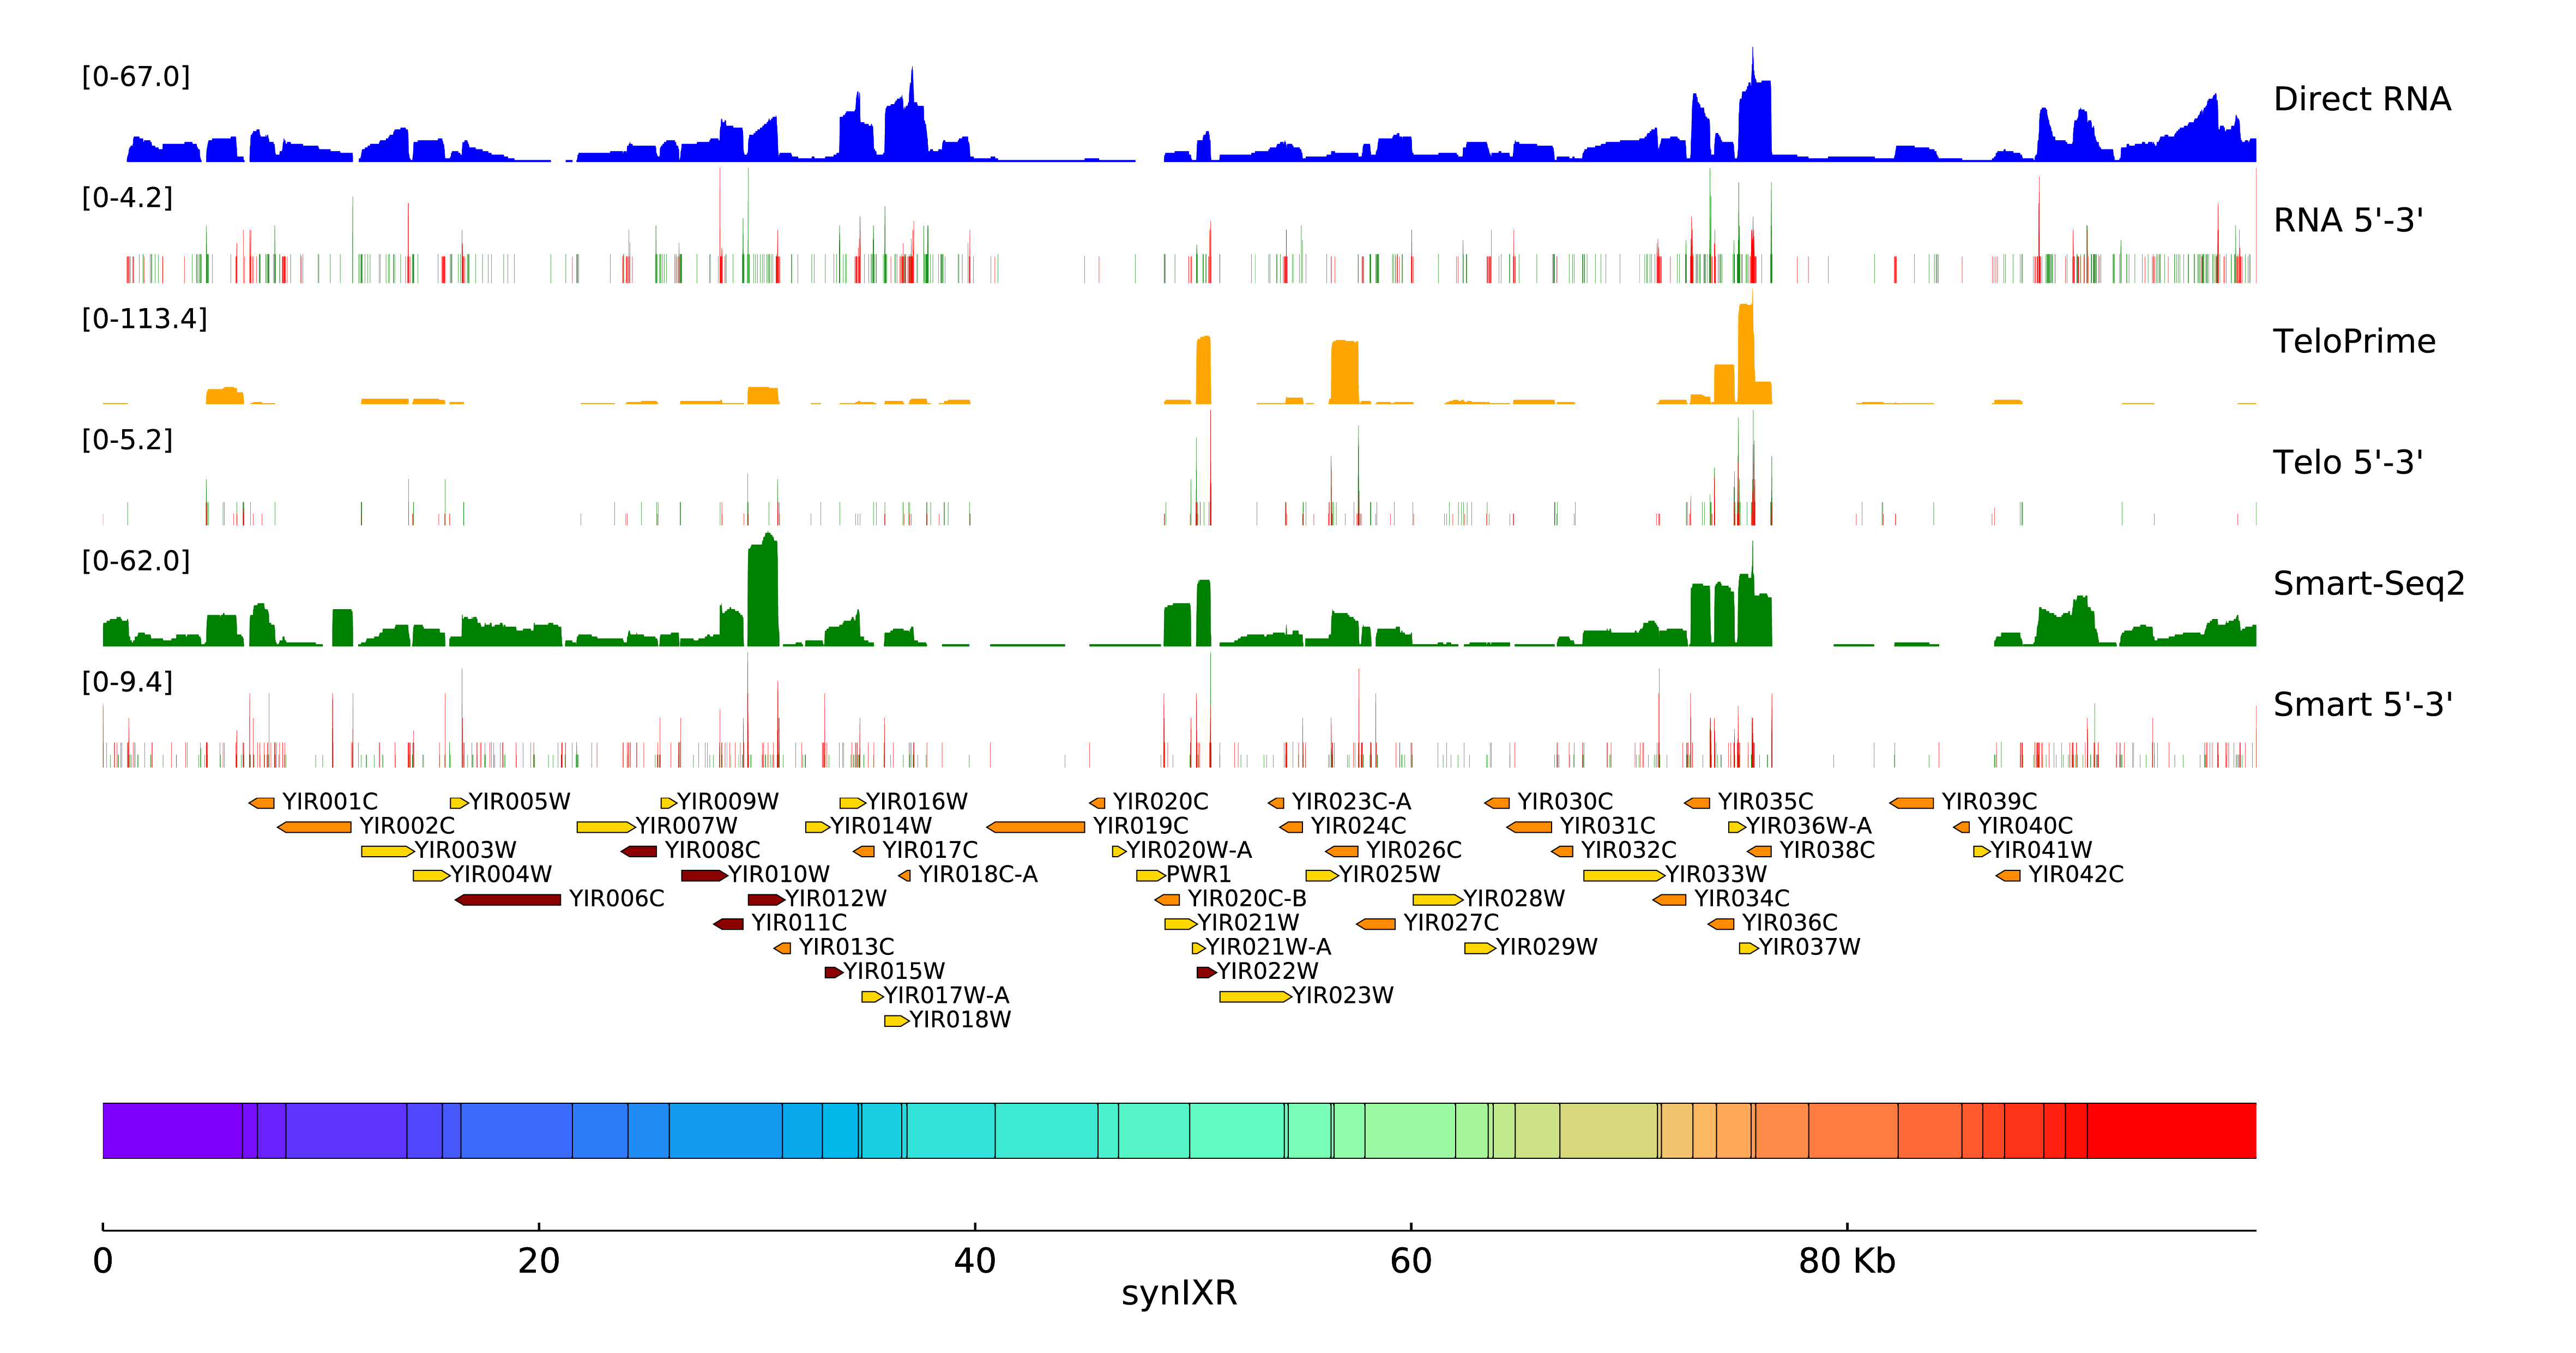 [0-67.0]
Direct RNA
[0-4.2]
RNA 5'-3'
[0-113.4]
TeloPrime
[0-5.2]
Telo 5'-3'
[0-62.0]
Smart-Seq2
[0-9.4]
Smart 5'-3'
YIR001C YIR005W YIR009W YIR016W YIR020C YIR023C-A YIR030C YIR035C YIR039C
YIR002C YIR007W YIR014W YIR019C YIR024C YIR031C YIR036W-A YIR040C
YIR003W YIR008C YIR017C YIR020W-A YIR026C YIR032C YIR038C YIR041W
YIR004W YIR010W YIR018C-A PWR1 YIR025W YIR033W YIR042C
YIR006C YIR012W YIR020C-B YIR028W YIR034C
YIR011C YIR021W YIR027C YIR036C
YIR013C YIR021W-A YIR029W YIR037W
YIR015W YIR022W
YIR017W-A YIR023W
YIR018W
0 20 40 60 80 Kb
synIXR